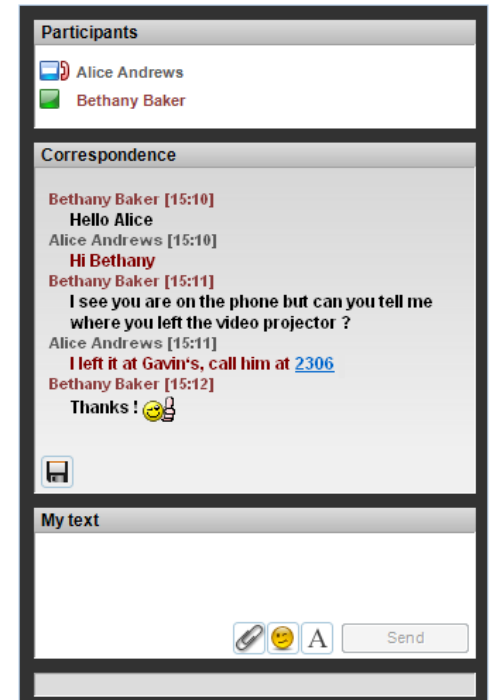 Participants
Alice Andrews
Bethany Baker
Correspondence
Bethany Baker [15:10]
Hello Alice
Alice Andrews [15:10]
Hi Bethany
Bethany Baker [15:11]
I see you are on the phone but can you tell me
where you left the video projector ?
Alice Andrews [15:11]
I left it at Gavin‘s, call him at 2306
Bethany Baker [15:12]
Thanks !
My text
A
Send